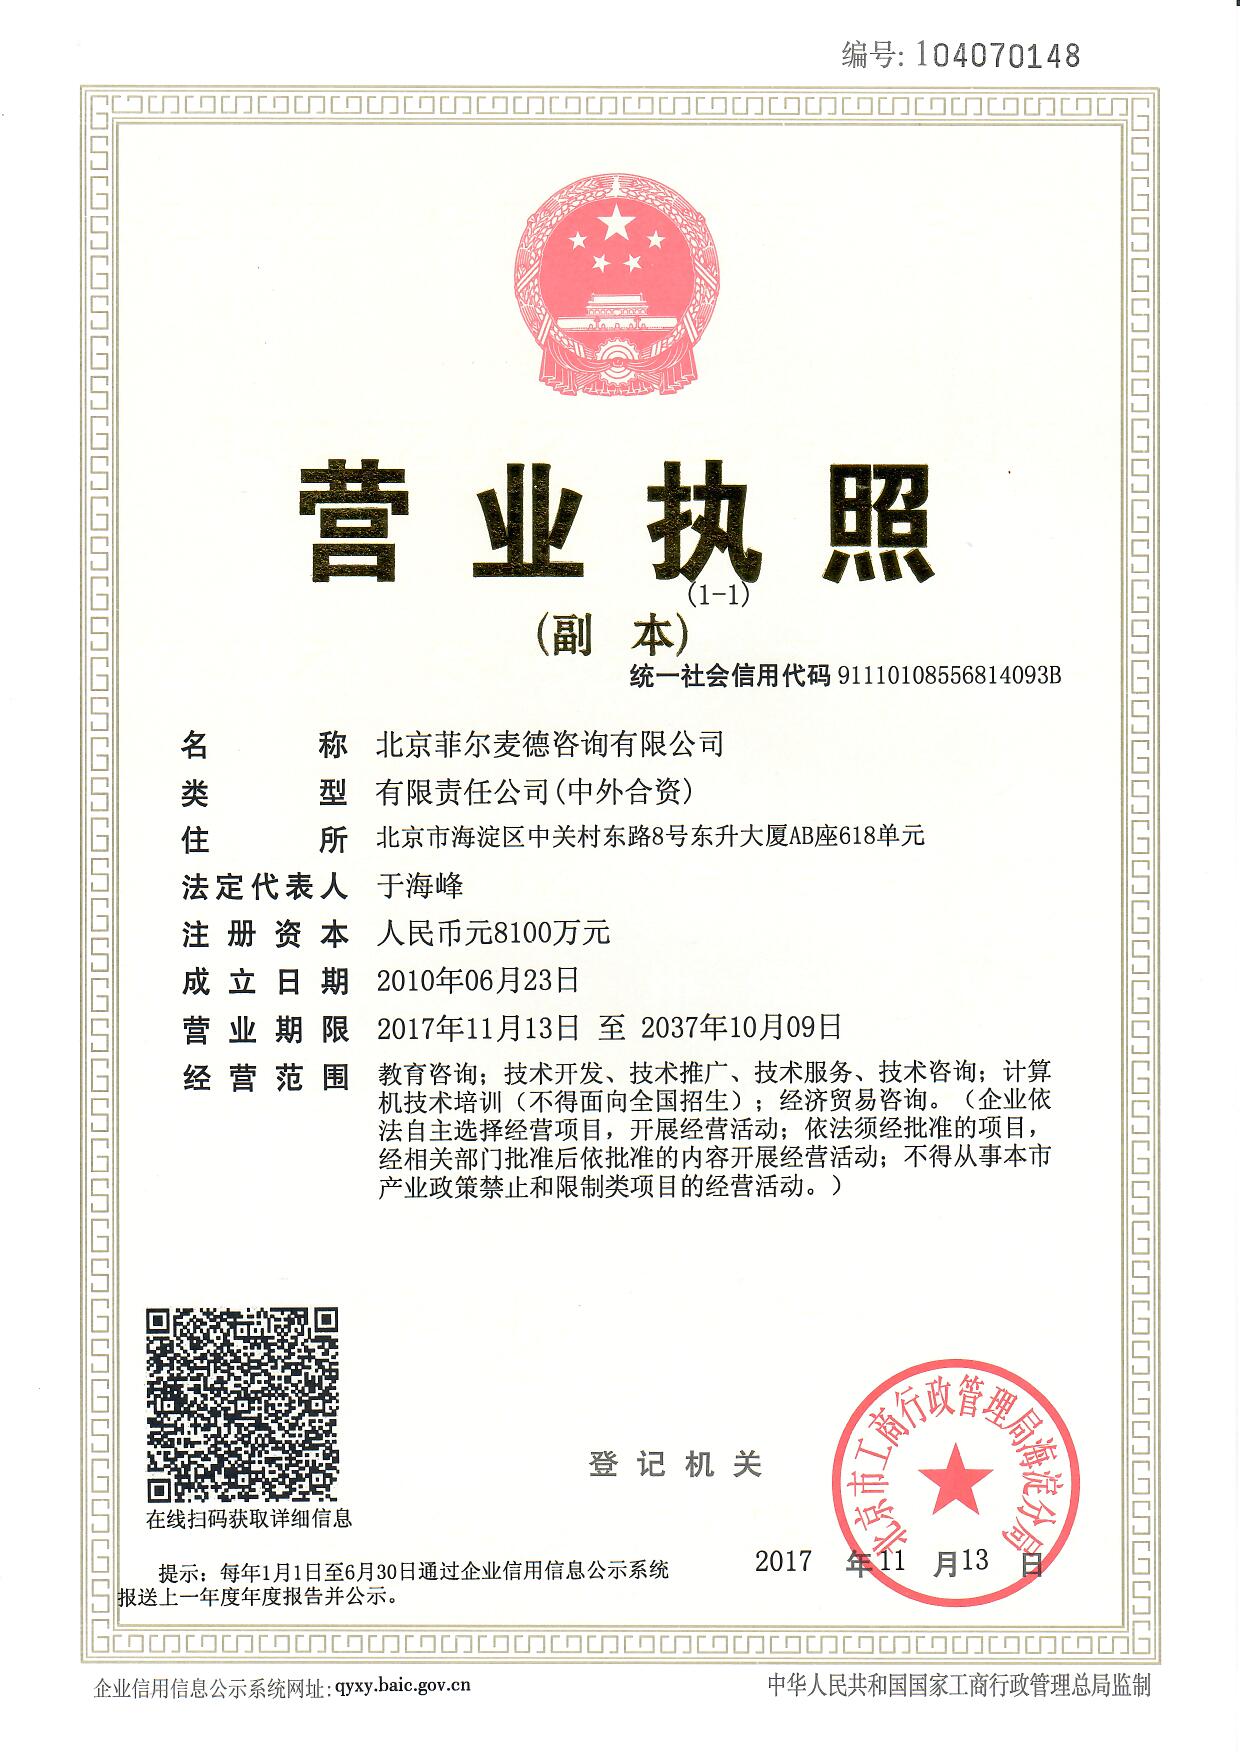 编号: 104070148
营业执照
(1-1)
(副 本)
统一社会信用代码 91110108556814093B
名 称 北京菲尔麦德咨询有限公司
类 型 有限责任公司(中外合资)
住 所 北京市海淀区中关村东路8号东升大厦AB座618单元
法定代表人 于海峰
注 册 资 本 人民币元8100万元
成 立 日 期 2010年06月23日
营 业 期 限 2017年11月13日 至 2037年10月09日
经 营 范 围 教育咨询；技术开发、技术推广、技术服务、技术咨询；计算
机技术培训（不得面向全国招生）；经济贸易咨询。（企业依
法自主选择经营项目，开展经营活动；依法须经批准的项目，
经相关部门批准后依批准的内容开展经营活动；不得从事本市
产业政策禁止和限制类项目的经营活动。）
在线扫码获取详细信息
登 记 机 关
北京市工商行政管理局海淀分局
2017 年 11 月 13 日
提示：每年1月1日至6月30日通过企业信用信息公示系统
报送上一年度年度报告并公示。
企业信用信息公示系统网址: qyxy.baic.gov.cn
中华人民共和国国家工商行政管理总局监制